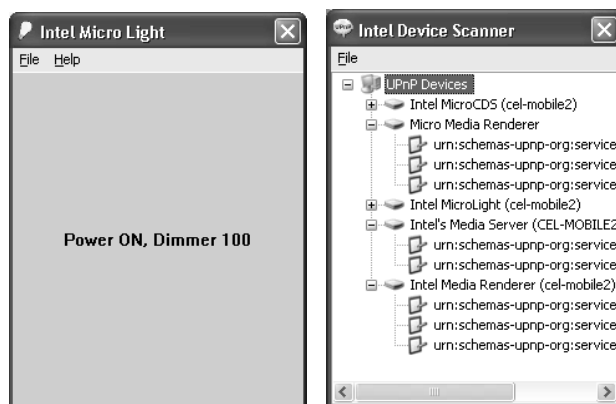 Intel Micro Light
File Help
Power ON, Dimmer 100
Intel Device Scanner
File
UPnP Devices
Intel MicroCDS (cel-mobile2)
Micro Media Renderer
urn:schemas-upnp-org:service
urn:schemas-upnp-org:service
urn:schemas-upnp-org:service
Intel MicroLight (cel-mobile2)
Intel's Media Server (CEL-MOBILE2
urn:schemas-upnp-org:service
urn:schemas-upnp-org:service
Intel Media Renderer (cel-mobile2)
urn:schemas-upnp-org:service
urn:schemas-upnp-org:service
urn:schemas-upnp-org:service